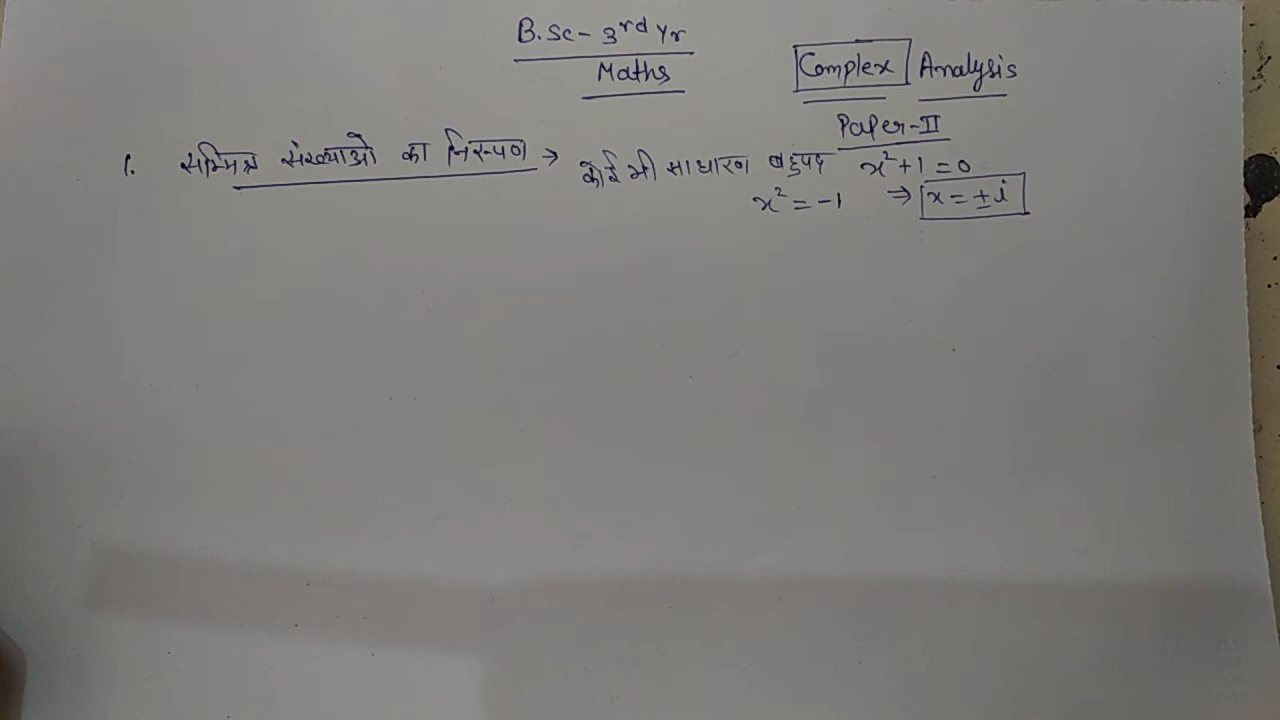 B.Sc - 3rd Yr
Maths
Complex Analysis
Paper-II
1. सम्मिश्र संख्याओ का निरूपण → कोई भी साधारण बहुपद x²+1=0
x² = -1 ⇒ x = ±i